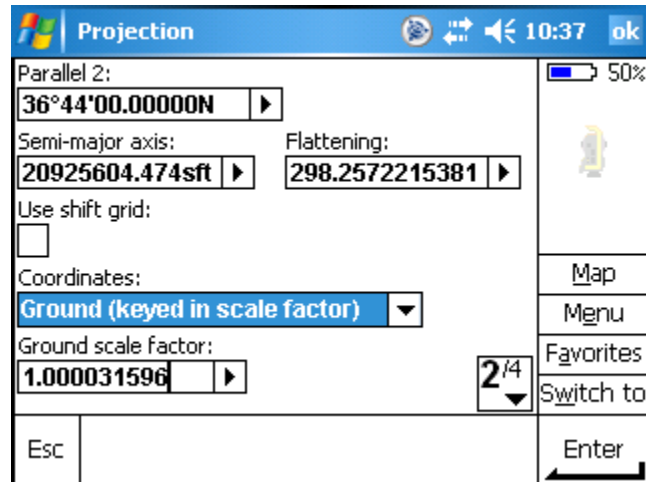 Projection 10:37 ok
Parallel 2: 50%
36°44'00.00000N
Semi-major axis: Flattening:
20925604.474sft 298.2572215381
Use shift grid:
Coordinates: Map
Ground (keyed in scale factor) Menu
Ground scale factor: Favorites
1.000031596 2/4 Switch to
Esc Enter